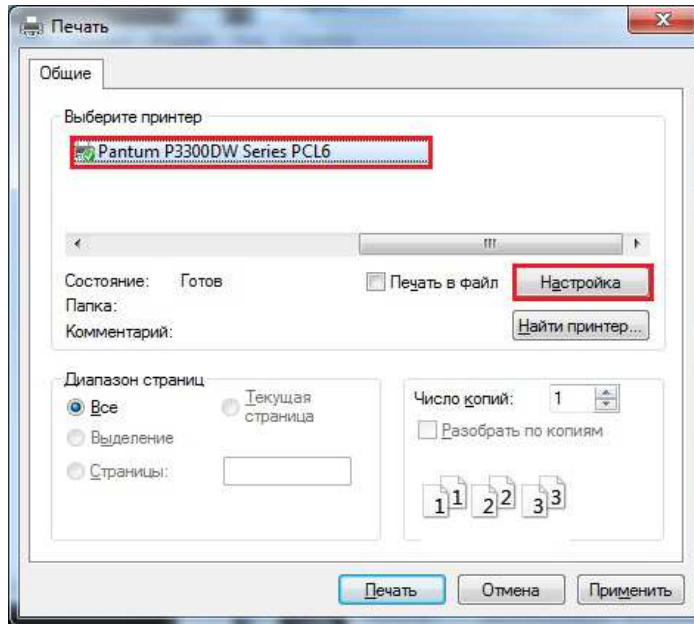 Печать
Общие
Выберите принтер
Pantum P3300DW Series PCL6
Состояние: Готов
Печать в файл
Настройка
Папка:
Комментарий:
Найти принтер...
Диапазон страниц
Все
Текущая страница
Выделение
Страницы:
Число копий: 1
Разобрать по копиям
1 1 2 2 3 3
Печать
Отмена
Применить